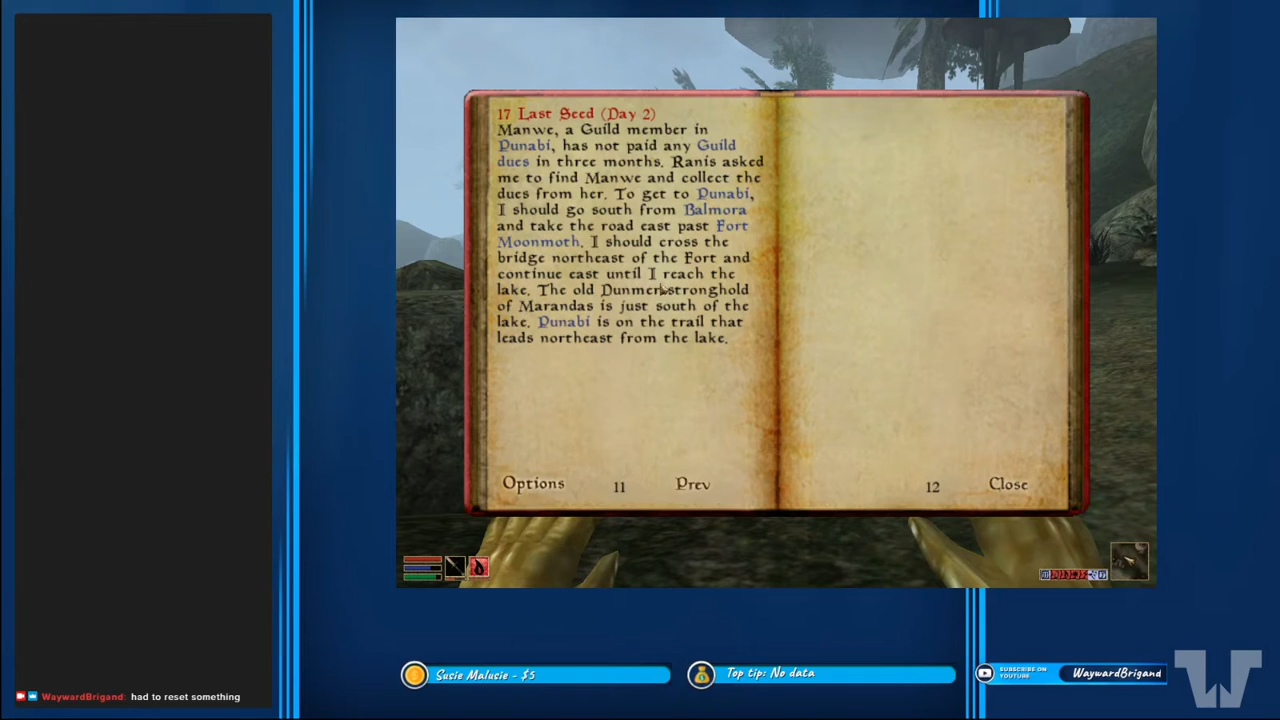 17 Last Seed (Day 2)
Manwe, a Guild member in
Punabi, has not paid any Guild
dues in three months. Ranis asked
me to find Manwe and collect the
dues from her. To get to Punabi,
I should go south from Balmora
and take the road east past Fort
Moonmoth. I should cross the
bridge northeast of the Fort and
continue east until I reach the
lake. The old Dunmer stronghold
of Marandas is just south of the
lake. Punabi is on the trail that
leads northeast from the lake.
Options
11
Prev
12
Close
Susie Malusie - $5
Top tip: No data
SUBSCRIBE ON
YOUTUBE
WaywardBrigand
WaywardBrigand: had to reset something